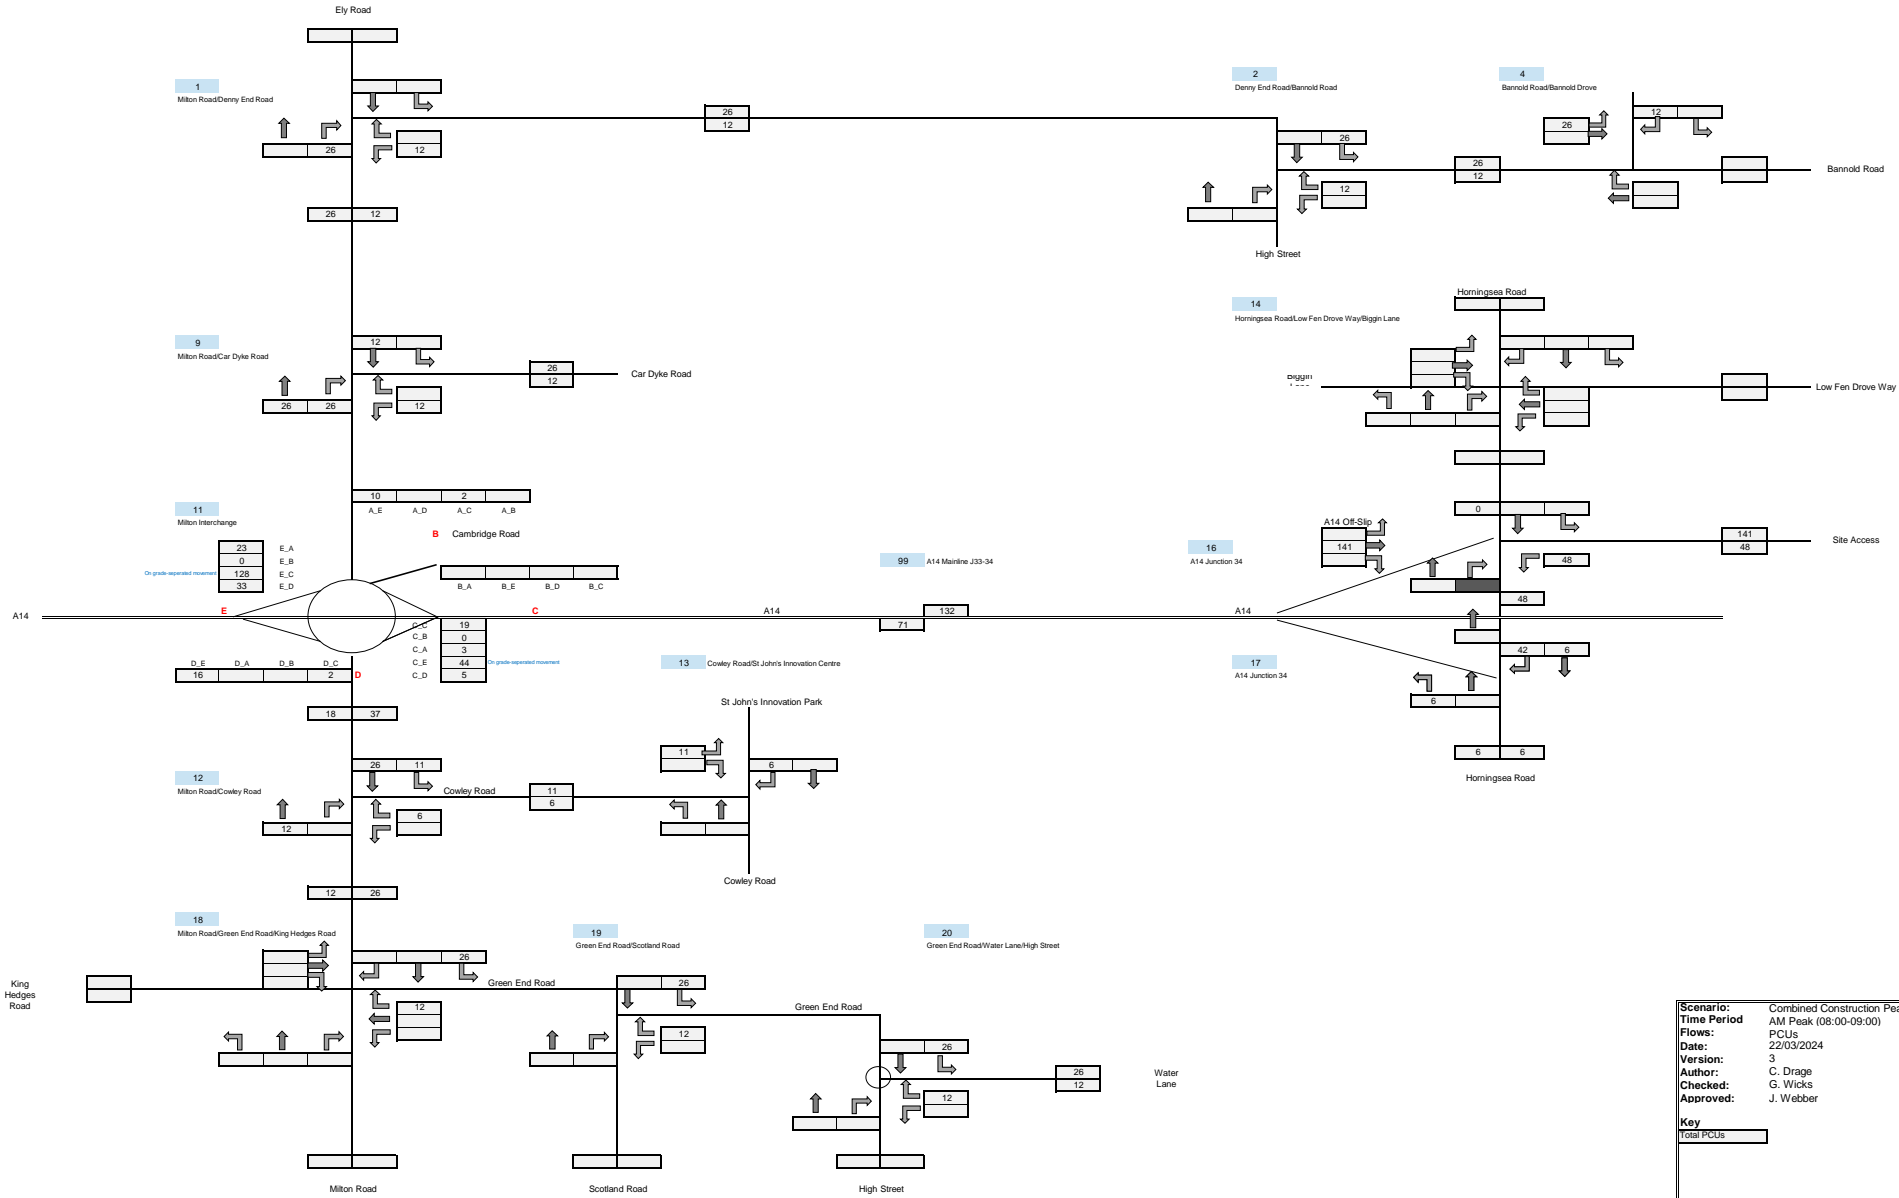 Ely Road
1
Milton Road/Denny End Road
2
Denny End Road/Bannold Road
4
Bannold Road/Bannold Drove
26
12
26
12
26
12
26
12
26
12
26
12
Bannold Road
26 12
High Street
Horningsea Road
14
Horningsea Road/Low Fen Drove Way/Biggin Lane
9
Milton Road/Car Dyke Road
12
26
12
Car Dyke Road
Biggin
Low Fen Drove Way
26 26
12
11
Milton Interchange
10 2
A_E A_D A_C A_B
B Cambridge Road
0
A14 Off-Slip
141
141
48
Site Access
23 E_A
0 E_B
On grade-seperated movement 128 E_C
33 E_D
B_A B_E B_D B_C
99 A14 Mainline J33-34
16
A14 Junction 34
48
48
A14 E C A14 132 A14
71
C_C 19
C_B 0
C_A 3
C_E 44 On grade-seperated movement
C_D 5
D_E D_A D_B D_C
16 2 D
13 Cowley Road/St John's Innovation Centre
17
A14 Junction 34
42 6
6
18 37
St John's Innovation Park
11
6
6 6
Horningsea Road
12
Milton Road/Cowley Road
26 11
Cowley Road
11
6
6
12
Cowley Road
12 26
18
Milton Road/Green End Road/King Hedges Road
19
Green End Road/Scotland Road
20
Green End Road/Water Lane/High Street
26
King
Hedges
Road
Green End Road
26
12
Green End Road
12
26
26
12
Water
Lane
12
Milton Road
Scotland Road
High Street
Scenario: Combined Construction Pea
Time Period AM Peak (08:00-09:00)
Flows: PCUs
Date: 22/03/2024
Version: 3
Author: C. Drage
Checked: G. Wicks
Approved: J. Webber
Key
Total PCUs